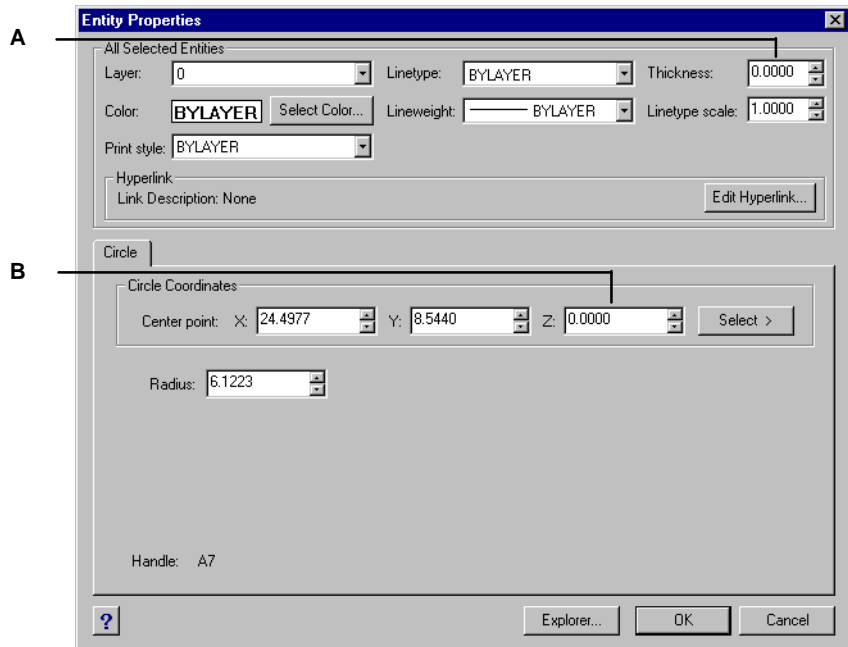 Entity Properties
A
All Selected Entities
Layer: 0 Linetype: BYLAYER Thickness: 0.0000
Color: BYLAYER Select Color... Lineweight: BYLAYER Linetype scale: 1.0000
Print style: BYLAYER
Hyperlink
Link Description: None Edit Hyperlink...
Circle
B
Circle Coordinates
Center point: X: 24.4977 Y: 8.5440 Z: 0.0000 Select >
Radius: 6.1223
Handle: A7
? Explorer... OK Cancel